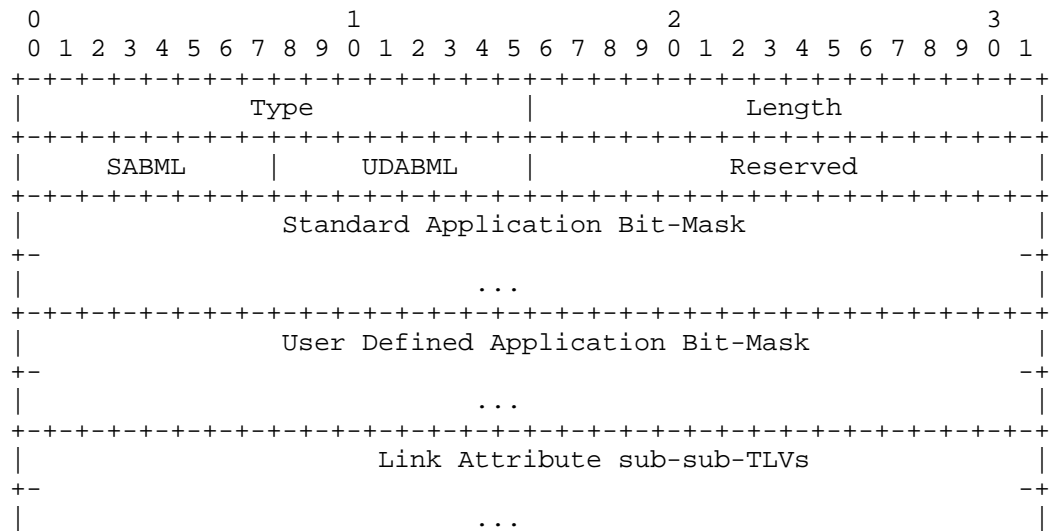 0                   1                   2                   3
 0 1 2 3 4 5 6 7 8 9 0 1 2 3 4 5 6 7 8 9 0 1 2 3 4 5 6 7 8 9 0 1
+-+-+-+-+-+-+-+-+-+-+-+-+-+-+-+-+-+-+-+-+-+-+-+-+-+-+-+-+-+-+-+-+
|              Type             |             Length            |
+-+-+-+-+-+-+-+-+-+-+-+-+-+-+-+-+-+-+-+-+-+-+-+-+-+-+-+-+-+-+-+-+
|     SABML     |     UDABML    |            Reserved           |
+-+-+-+-+-+-+-+-+-+-+-+-+-+-+-+-+-+-+-+-+-+-+-+-+-+-+-+-+-+-+-+-+
|                Standard Application Bit-Mask                  |
+-                                                             -+
|                            ...                                |
+-+-+-+-+-+-+-+-+-+-+-+-+-+-+-+-+-+-+-+-+-+-+-+-+-+-+-+-+-+-+-+-+
|                User Defined Application Bit-Mask              |
+-                                                             -+
|                            ...                                |
+-+-+-+-+-+-+-+-+-+-+-+-+-+-+-+-+-+-+-+-+-+-+-+-+-+-+-+-+-+-+-+-+
|                      Link Attribute sub-sub-TLVs              |
+-                                                             -+
|                            ...                                |